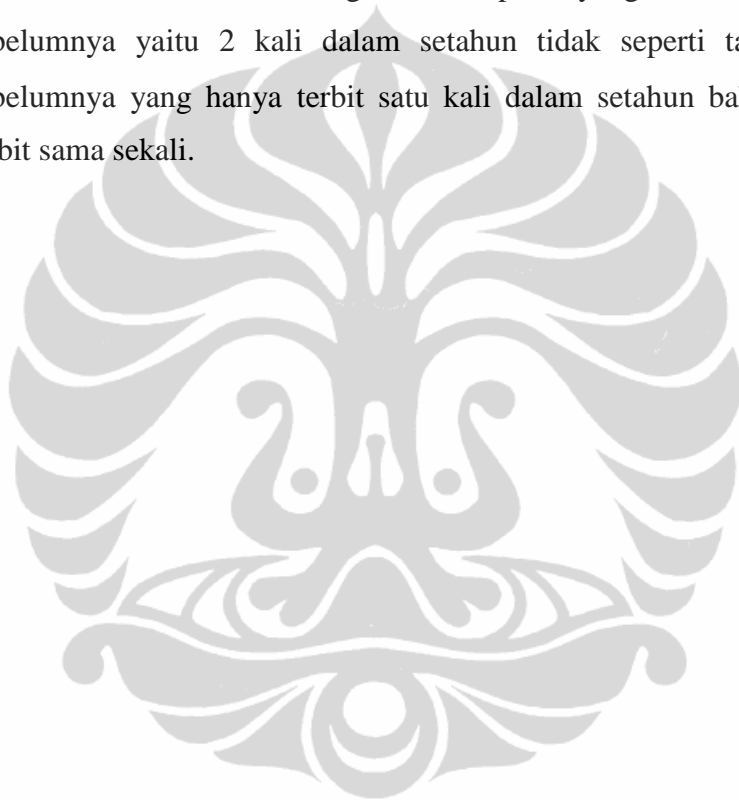 belumnya yaitu 2 kali dalam setahun tidak seperti ta
belumnya yang hanya terbit satu kali dalam setahun ba
bit sama sekali.